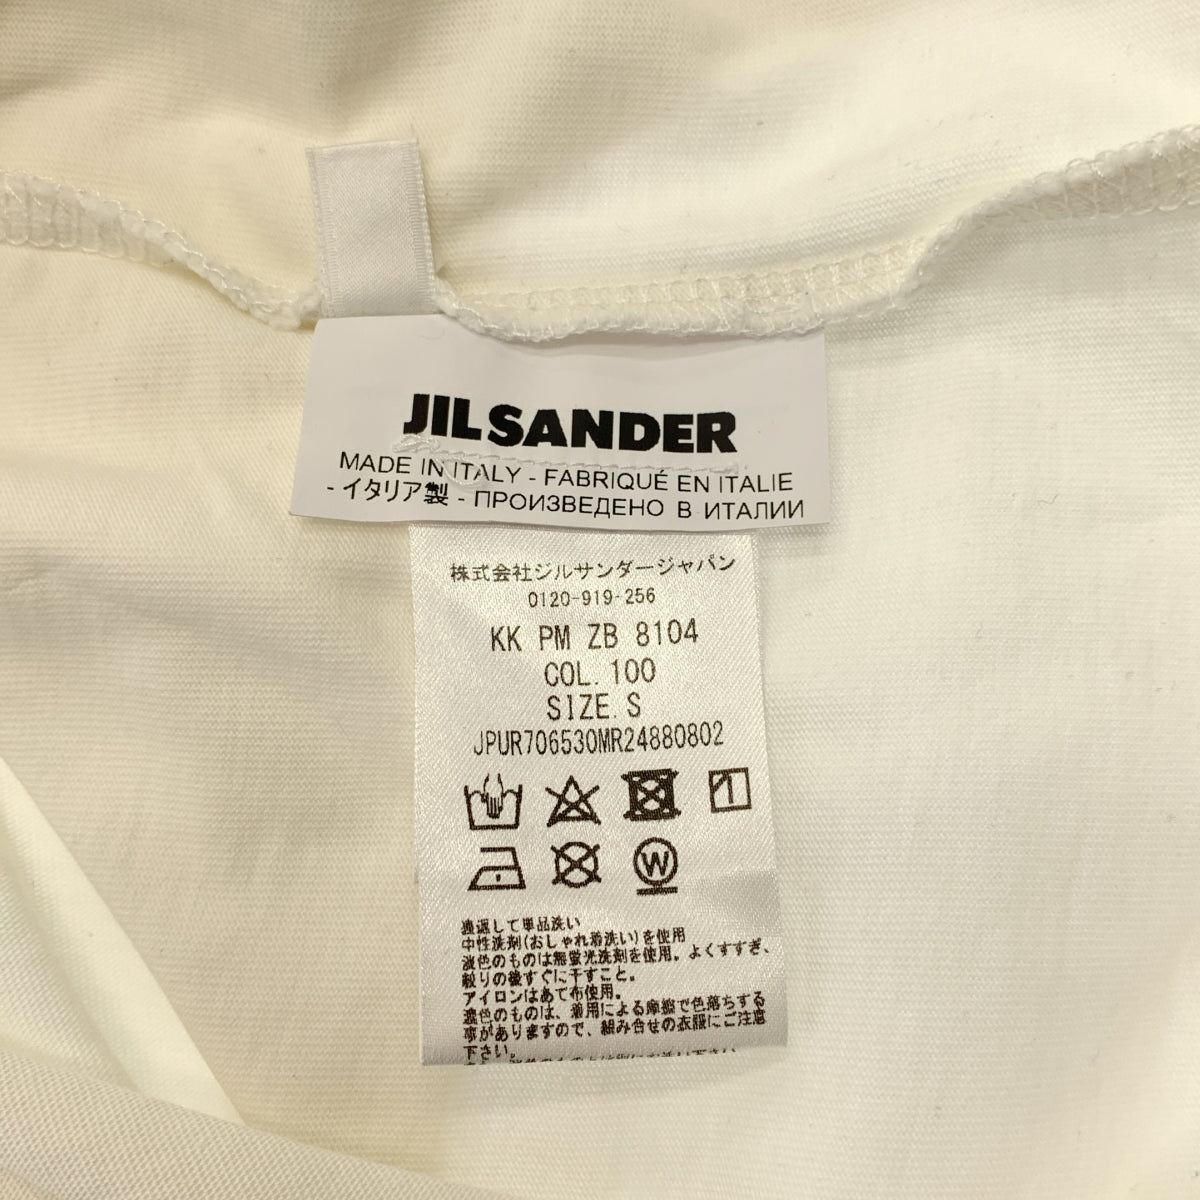 JIL SANDER
MADE IN ITALY - FABRIQUÉ EN ITALIE
- イタリア製 - ПРОИЗВЕДЕНО В ИТАЛИИ
株式会社ジルサンダージャパン
0120-919-256
KK PM ZB 8104
COL. 100
SIZE. S
JPUR706530MR24880802
W
裏返して単品洗い
中性洗剤(おしゃれ着洗い)を使用
淡色のものは無蛍光洗剤を使用。よくすすぎ、
絞りの後すぐに干すこと。
アイロンはあて布使用。
濃色のものは、着用による摩擦で色落ちする
事がありますので、組み合せの衣服にご注意
下さい。